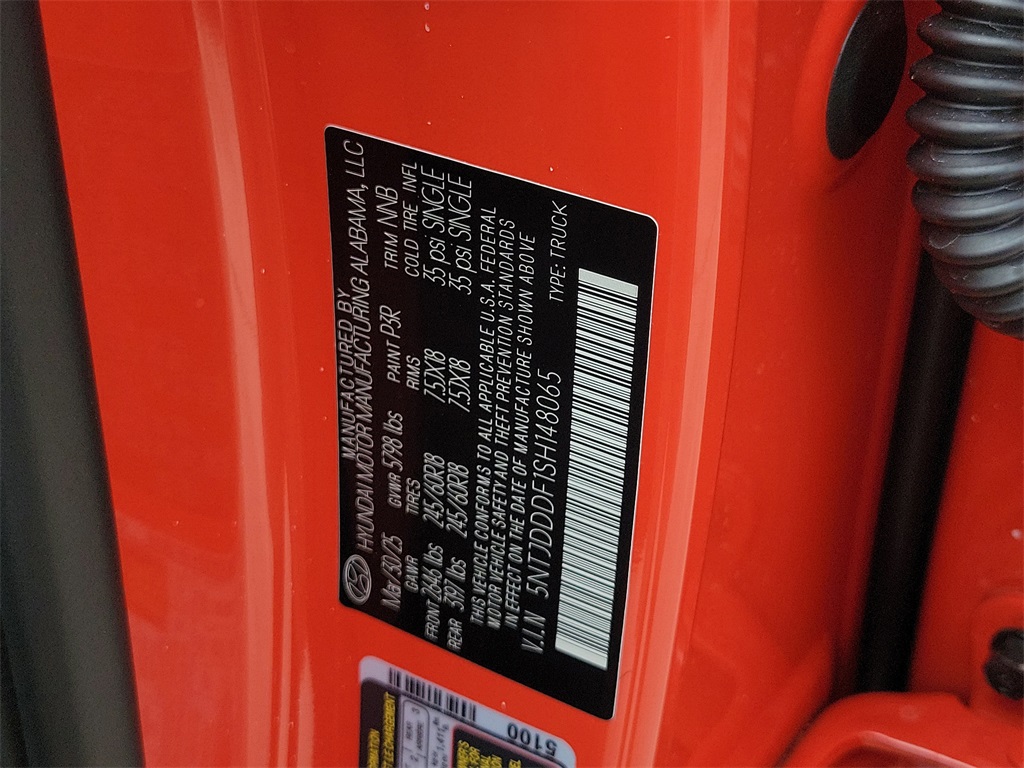 MANUFACTURED BY
HYUNDAI MOTOR MANUFACTURING ALABAMA, LLC
May/30/25 GVWR 5798 lbs PAINT P3R TRIM NNB
GAWR TIRES RMS COLD TIRE INFL
FRONT 2840 lbs 245/60R18 7.5JX18 35 psi SINGLE
REAR 3197 lbs 245/60R18 7.5JX18 35 psi SINGLE
THIS VEHICLE CONFORMS TO ALL APPLICABLE U.S.A. FEDERAL
MOTOR VEHICLE SAFETY AND THEFT PREVENTION STANDARDS
IN EFFECT ON THE DATE OF MANUFACTURE SHOWN ABOVE
V.I.N 5NTJDDDF1SH148065 TYPE: TRUCK
5100